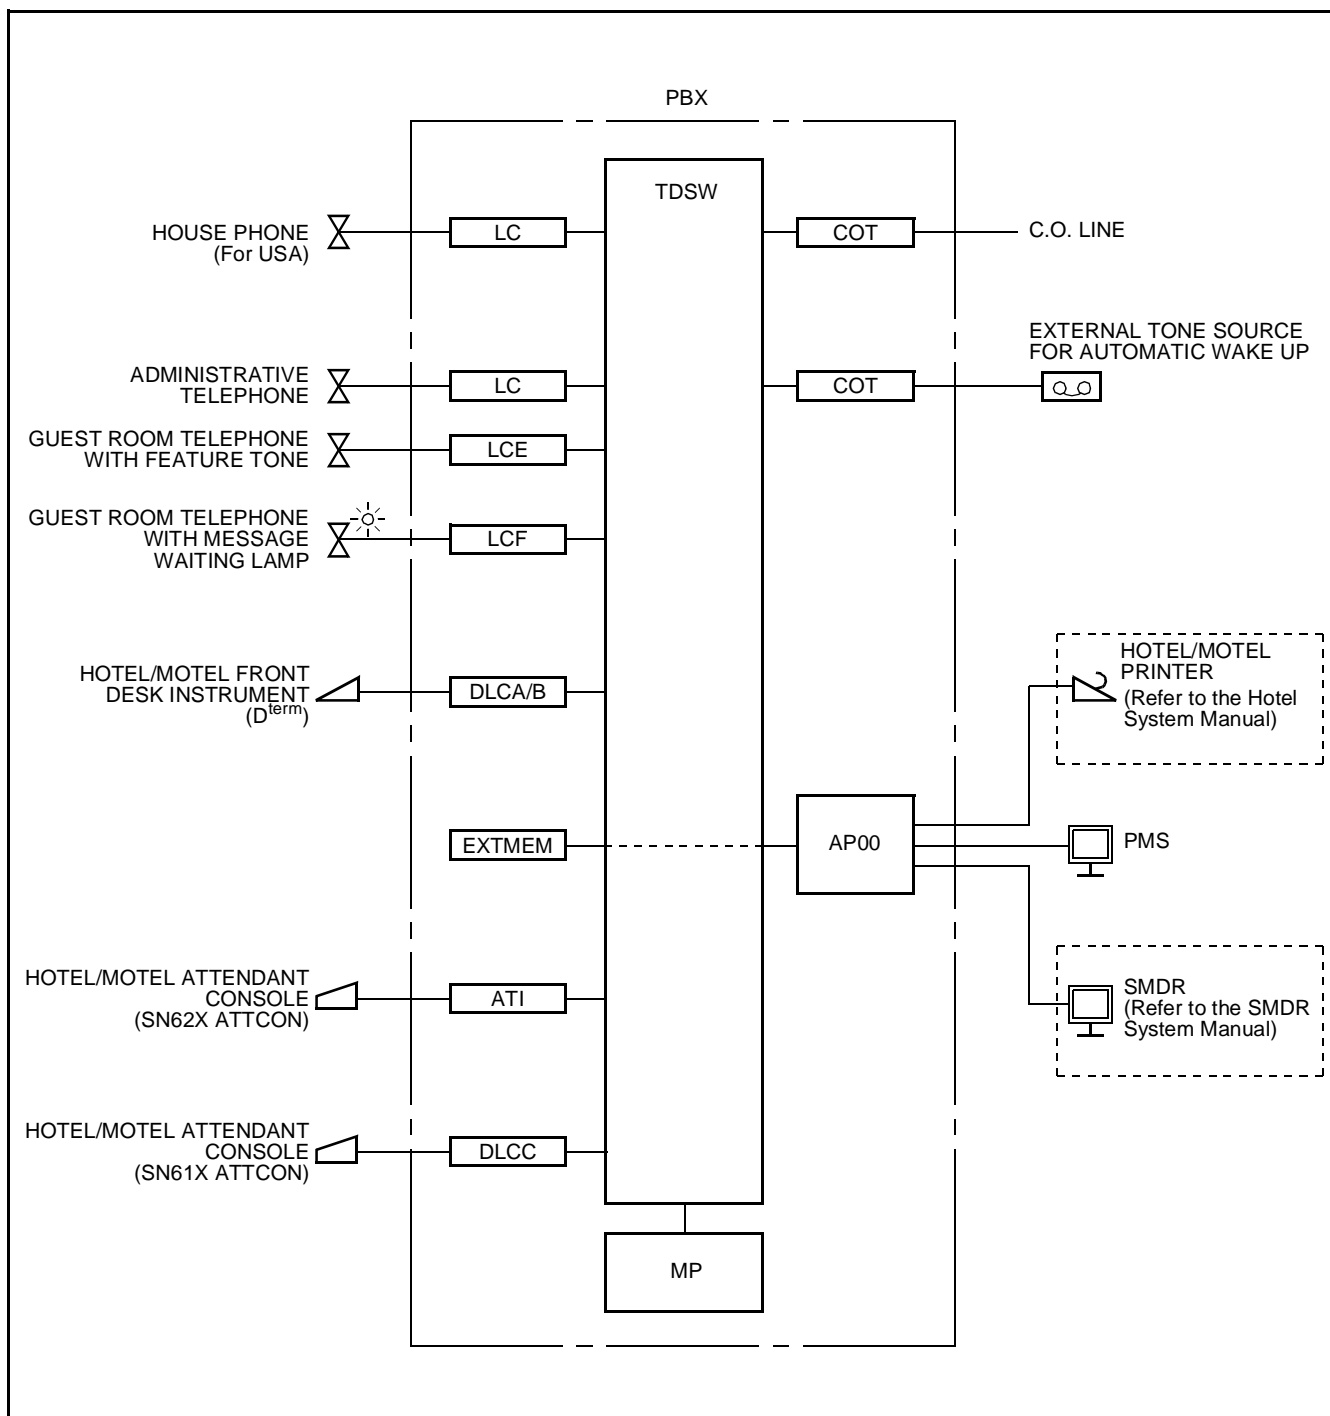 PBX
TDSW
HOUSE PHONE
(For USA)
LC
COT
C.O. LINE
EXTERNAL TONE SOURCE
FOR AUTOMATIC WAKE UP
ADMINISTRATIVE
TELEPHONE
LC
COT
GUEST ROOM TELEPHONE
WITH FEATURE TONE
LCE
GUEST ROOM TELEPHONE
WITH MESSAGE
WAITING LAMP
LCF
HOTEL/MOTEL FRONT
DESK INSTRUMENT
(Dterm)
DLCA/B
HOTEL/MOTEL
PRINTER
(Refer to the Hotel
System Manual)
EXTMEM
AP00
PMS
HOTEL/MOTEL ATTENDANT
CONSOLE
(SN62X ATTCON)
ATI
SMDR
(Refer to the SMDR
System Manual)
HOTEL/MOTEL ATTENDANT
CONSOLE
(SN61X ATTCON)
DLCC
MP